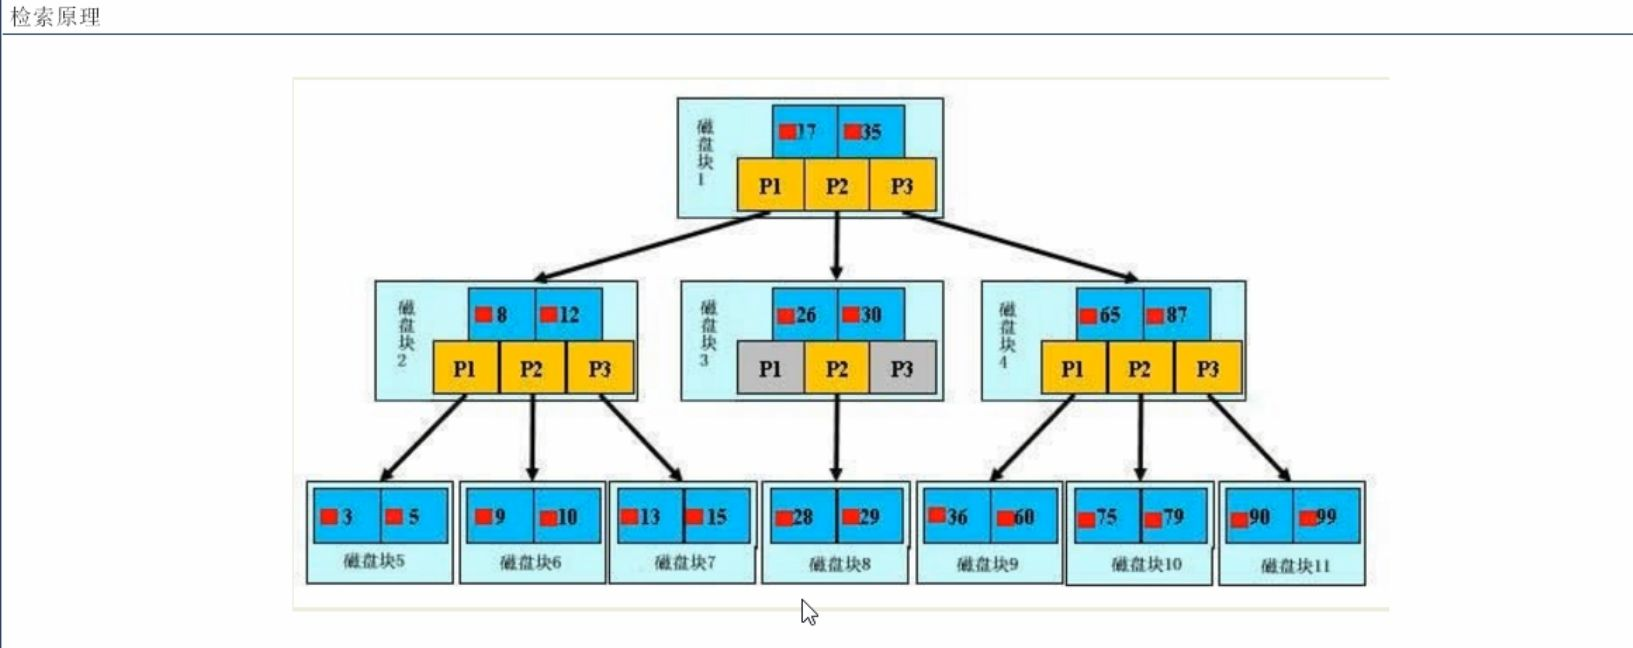 检索原理
磁盘块1
17 35
P1 P2 P3
磁盘块2
8 12
P1 P2 P3
磁盘块3
26 30
P1 P2 P3
磁盘块4
65 87
P1 P2 P3
3 5
磁盘块5
9 10
磁盘块6
13 15
磁盘块7
28 29
磁盘块8
36 60
磁盘块9
75 79
磁盘块10
90 99
磁盘块11